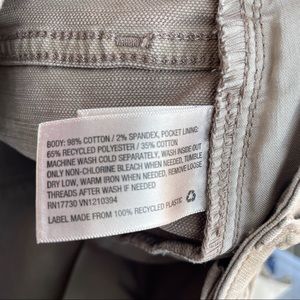 BODY: 98% COTTON / 2% SPANDEX, POCKET LINING:
65% RECYCLED POLYESTER / 35% COTTON
MACHINE WASH COLD SEPARATELY, WASH INSIDE OUT
ONLY NON-CHLORINE BLEACH WHEN NEEDED, TUMBLE
DRY LOW, WARM IRON WHEN NEEDED, REMOVE LOOSE
THREADS AFTER WASH IF NEEDED
RN17730 VN1210394
LABEL MADE FROM 100% RECYCLED PLASTIC